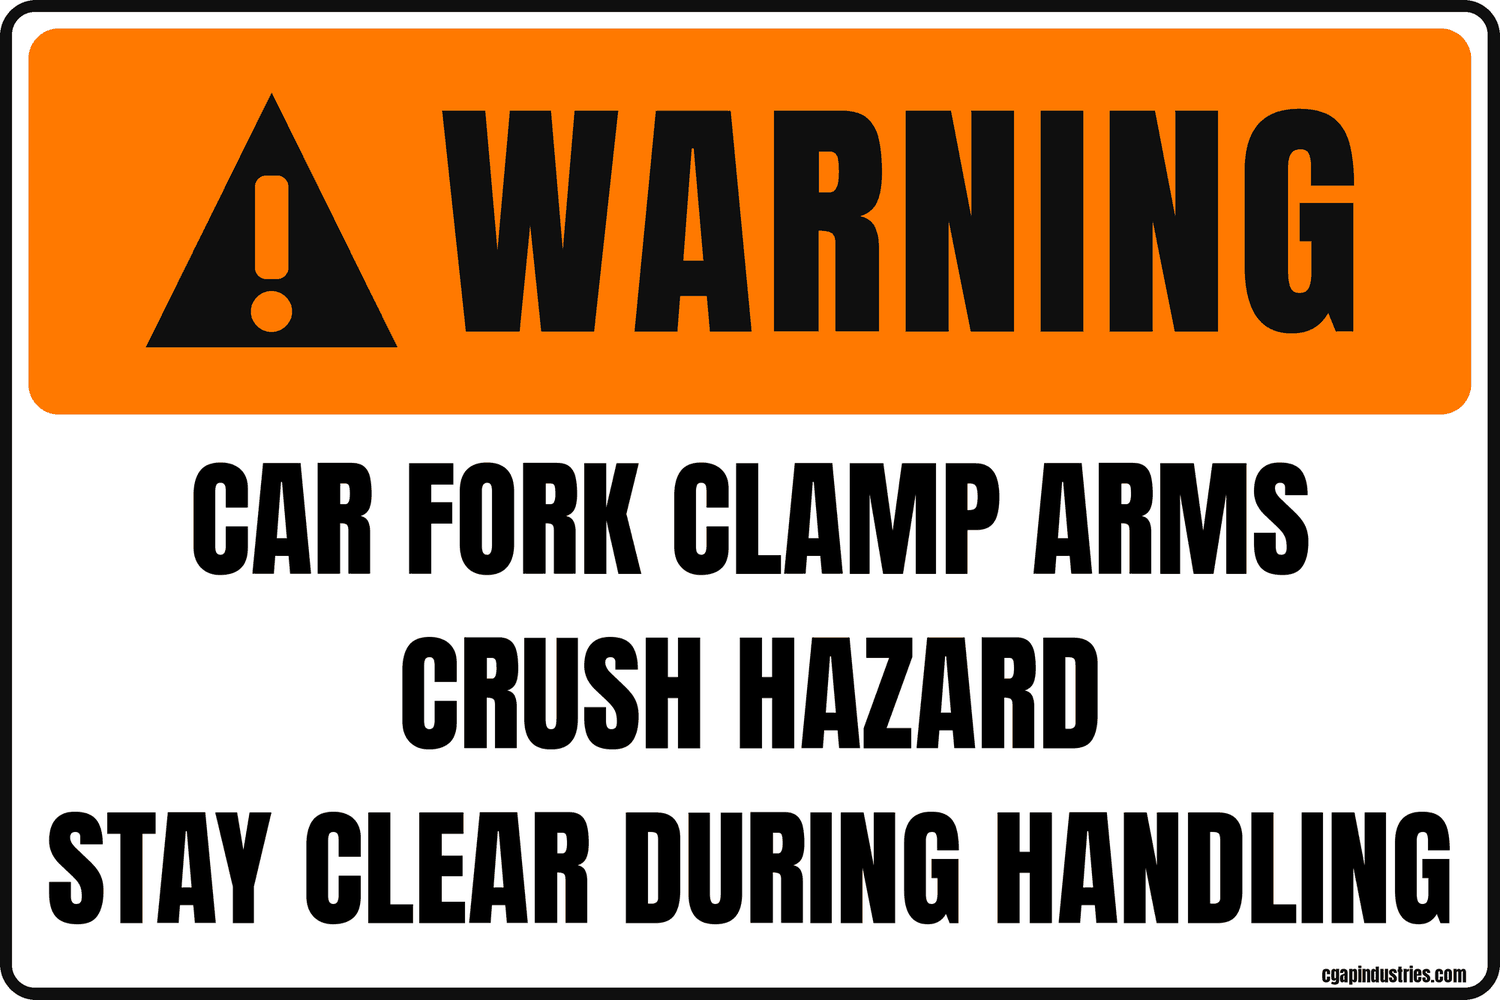 WARNING
CAR FORK CLAMP ARMS
CRUSH HAZARD
STAY CLEAR DURING HANDLING
cgapindustries.com